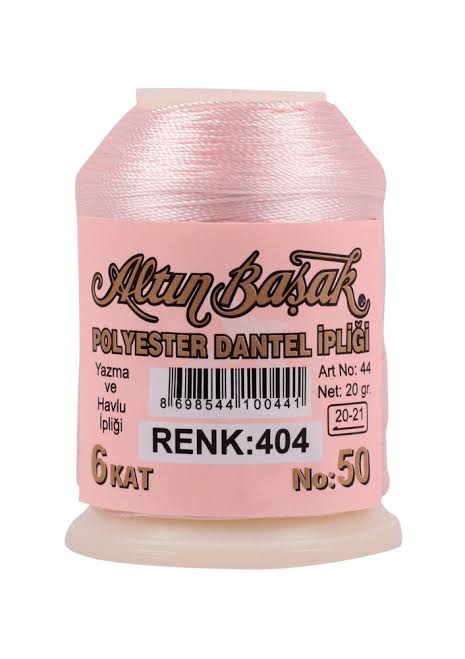 Altın Başak®
POLYESTER DANTEL İPLİĞİ
Yazma
ve
Havlu
İpliği
Art No: 44
Net: 20 gr.
20-21
8 698544 100441
RENK:404
6 KAT
No:50